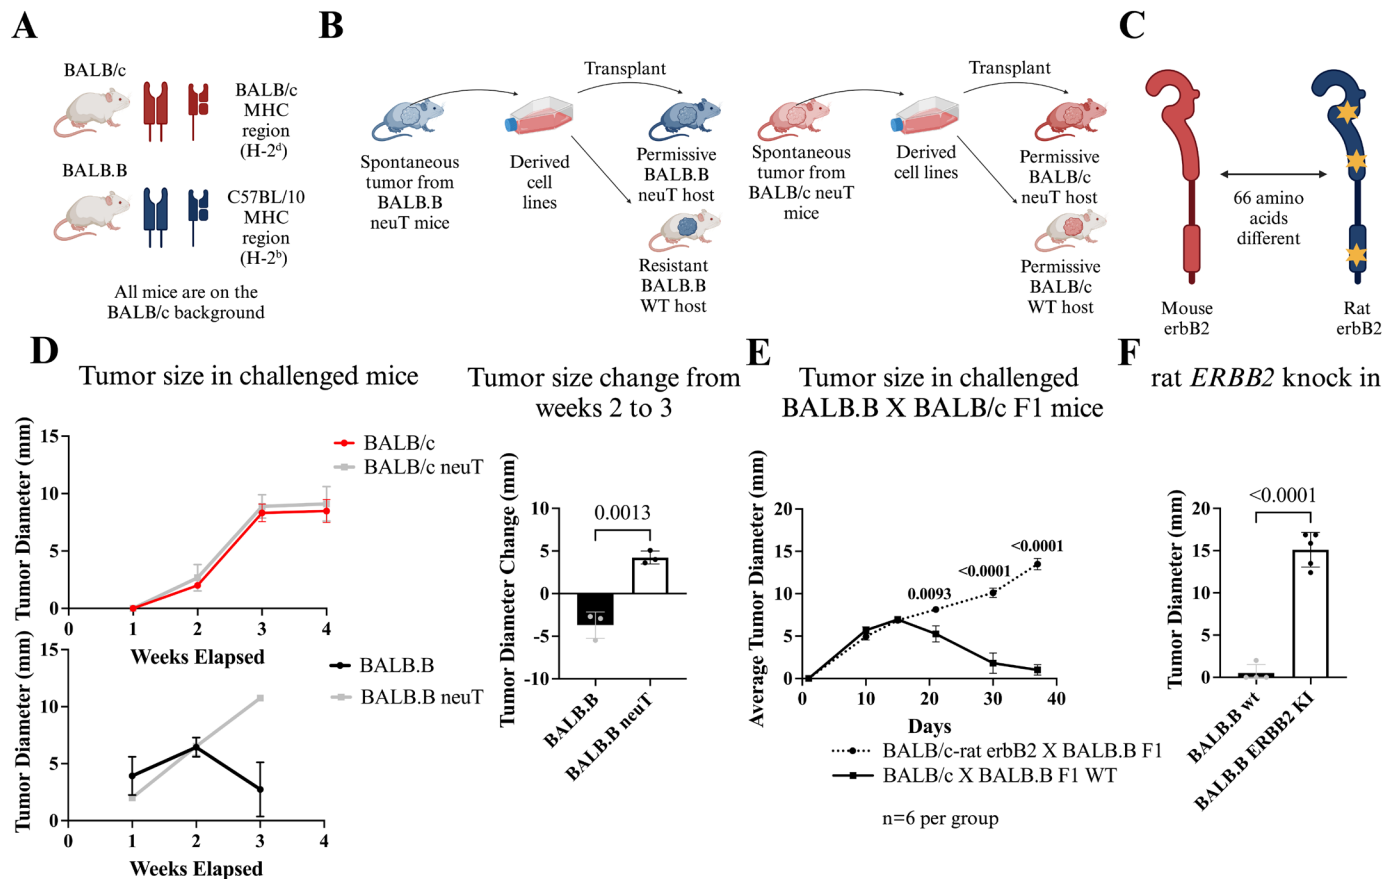 A
BALB/c
BALB/c
MHC
region
(H-2ᵈ)
BALB.B
C57BL/10
MHC
region
(H-2ᵇ)
All mice are on the
BALB/c background
B
Transplant
Spontaneous
tumor from
BALB.B
neuT mice
Derived
cell
lines
Permissive
BALB.B
neuT host
Resistant
BALB.B
WT host
Transplant
Spontaneous
tumor from
BALB/c neuT
mice
Derived
cell lines
Permissive
BALB/c
neuT host
Permissive
BALB/c
WT host
C
66 amino
acids
different
Mouse
erbB2
Rat
erbB2
D
Tumor size in challenged mice
Tumor Diameter (mm)
15
10
5
0
0
1
2
3
4
Weeks Elapsed
BALB/c
BALB/c neuT
Tumor Diameter (mm)
15
10
5
0
0
1
2
3
4
Weeks Elapsed
BALB.B
BALB.B neuT
Tumor size change from
weeks 2 to 3
Tumor Diameter Change (mm)
10
5
0
-5
-10
0.0013
BALB.B
BALB.B neuT
E
Tumor size in challenged
BALB.B X BALB/c F1 mice
Average Tumor Diameter (mm)
20
15
10
5
0
0
10
20
30
40
Days
0.0093
<0.0001
<0.0001
BALB/c-rat erbB2 X BALB.B F1
BALB/c X BALB.B F1 WT
n=6 per group
F
rat ERBB2 knock in
Tumor Diameter (mm)
20
15
10
5
0
<0.0001
BALB.B wt
BALB.B ERBB2 KI